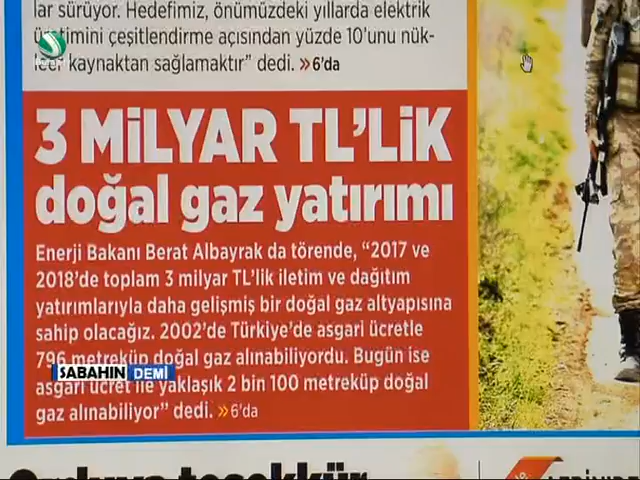 lar sürüyor. Hedefimiz, önümüzdeki yıllarda elektrik
üretimini çeşitlendirme açısından yüzde 10'unu nük-
leer kaynaktan sağlamaktır” dedi. »6'da
3 MİLYAR TL'LİK
doğal gaz yatırımı
Enerji Bakanı Berat Albayrak da törende, “2017 ve
2018'de toplam 3 milyar TL'lik iletim ve dağıtım
yatırımlarıyla daha gelişmiş bir doğal gaz altyapısına
sahip olacağız. 2002'de Türkiye'de asgari ücretle
796 metreküp doğal gaz alınabiliyordu. Bugün ise
SABAHIN DEMİ
asgari ücret ile yaklaşık 2 bin 100 metreküp doğal
gaz alınabiliyor” dedi. »6'da
teşekkür